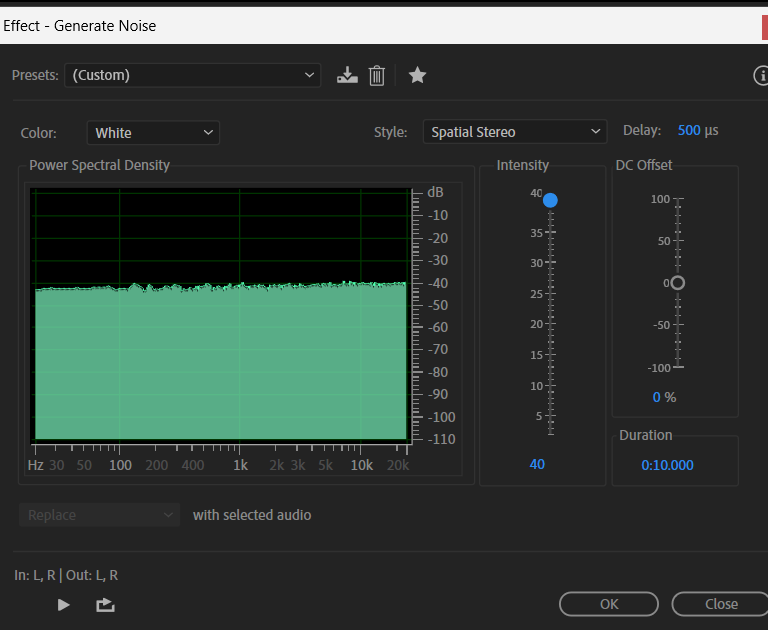 Effect - Generate Noise
Presets: (Custom)
Color: White Style: Spatial Stereo Delay: 500 µs
Power Spectral Density
dB
-10
-20
-30
-40
-50
-60
-70
-80
-90
-100
-110
Hz 30 50 100 200 400 1k 2k 3k 5k 10k 20k
Intensity
40
35
30
25
20
15
10
5
40
DC Offset
100
50
0
-50
-100
0 %
Duration
0:10.000
Replace with selected audio
In: L, R | Out: L, R
OK Close